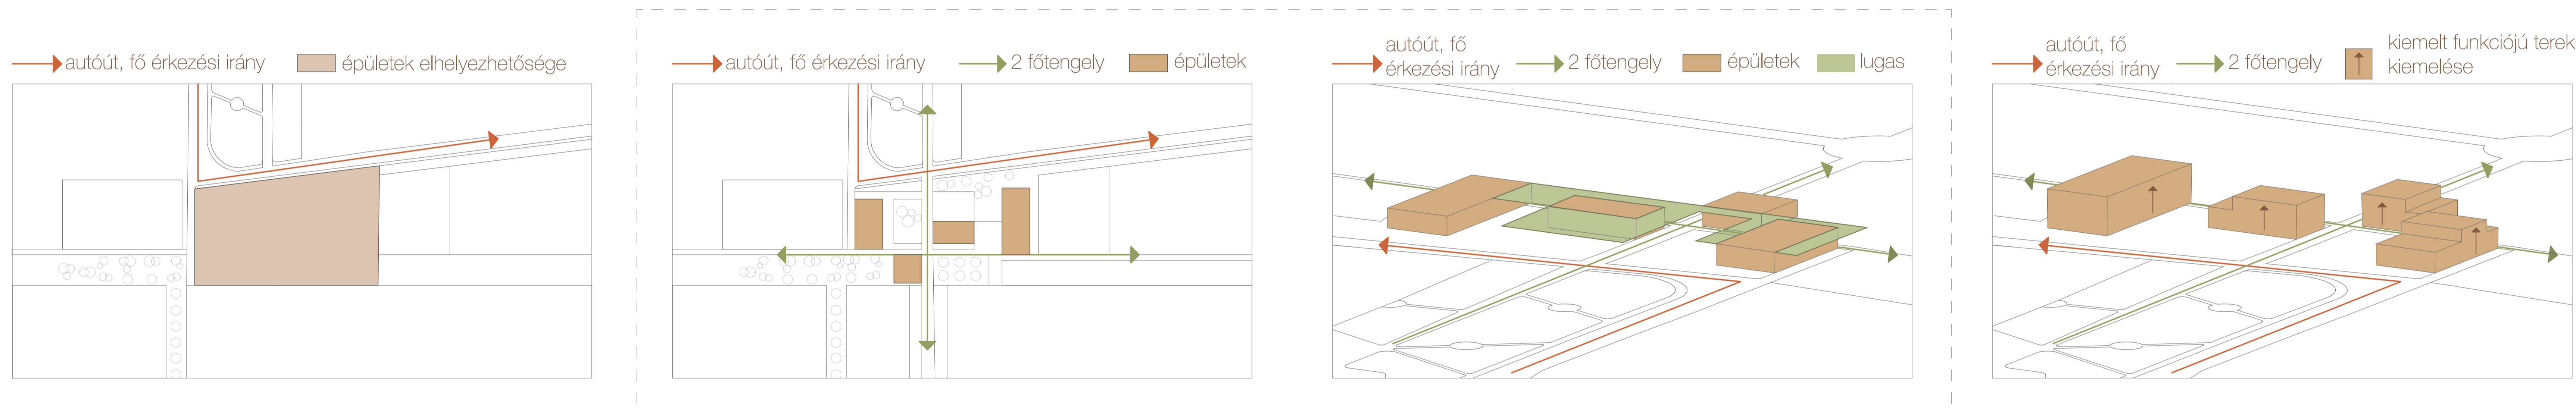 autóút, fő érkezési irány
épületek elhelyezhetősége
autóút, fő érkezési irány
2 főtengely
épületek
autóút, fő
érkezési irány
2 főtengely
épületek
lugas
autóút, fő
érkezési irány
2 főtengely
kiemelt funkciójú terek
kiemelése